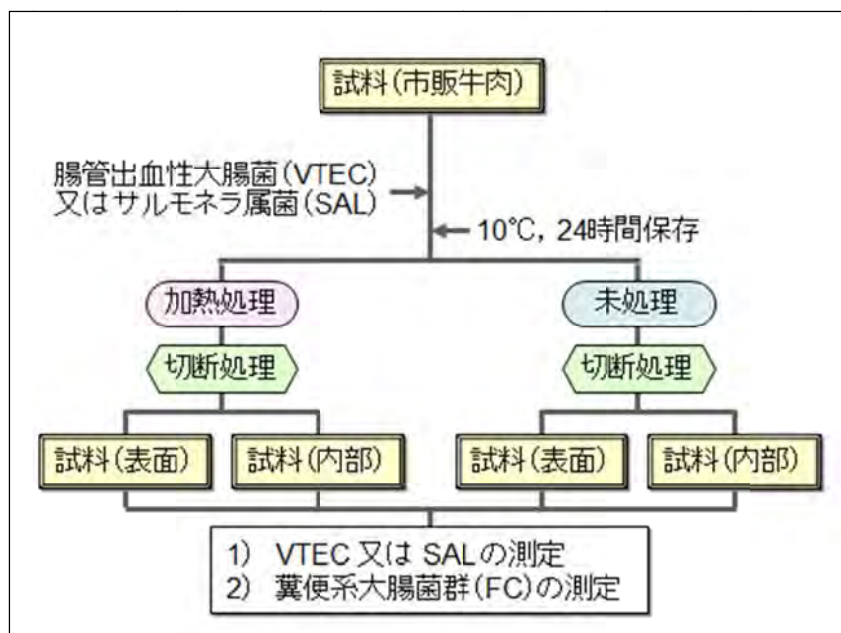 試料(市販牛肉)
腸管出血性大腸菌(VTEC)
又はサルモネラ属菌(SAL)
10℃, 24時間保存
加熱処理
未処理
切断処理
切断処理
試料(表面)
試料(内部)
試料(表面)
試料(内部)
1) VTEC 又は SALの測定
2) 糞便系大腸菌群(FC)の測定